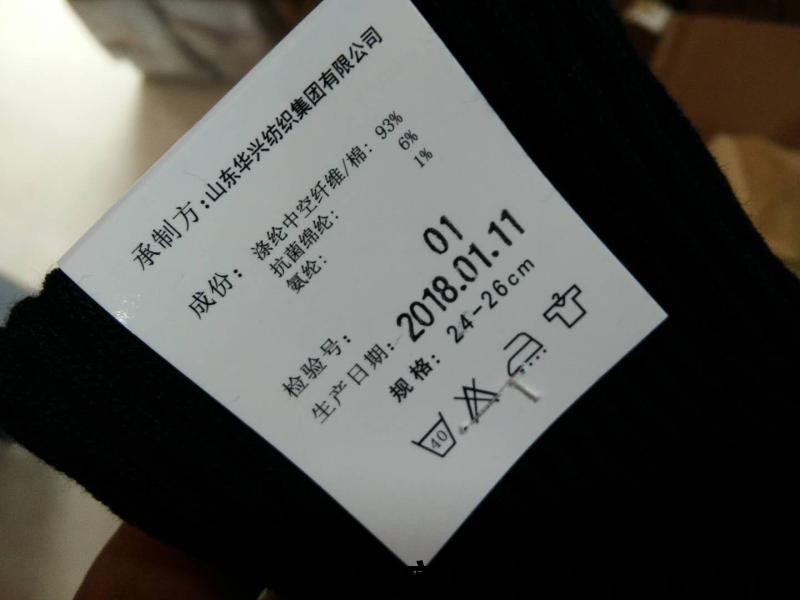 承制方:山东华兴纺织集团有限公司
成份: 涤纶中空纤维/棉: 93%
抗菌绵纶: 6%
氨纶: 1%
检验号: 01
生产日期: 2018.01.11
规格: 24-26cm
40